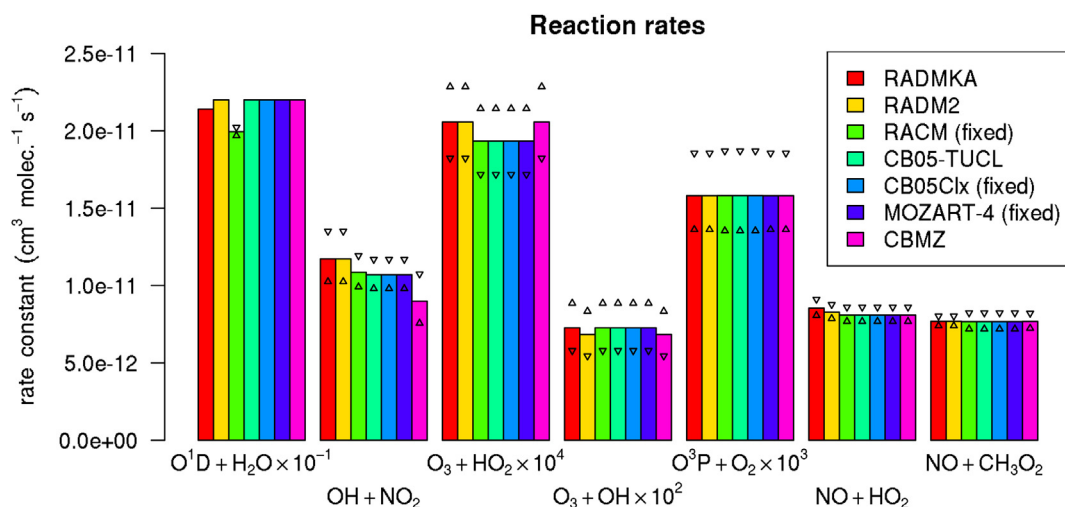 Reaction rates
rate constant (cm³ molec.⁻¹ s⁻¹)
2.5e-11
2.0e-11
1.5e-11
1.0e-11
5.0e-12
0.0e+00
RADMKA
RADM2
RACM (fixed)
CB05-TUCL
CB05Clx (fixed)
MOZART-4 (fixed)
CBMZ
O¹D + H₂O × 10⁻¹
OH + NO₂
O₃ + HO₂ × 10⁴
O₃ + OH × 10²
O³P + O₂ × 10³
NO + HO₂
NO + CH₃O₂